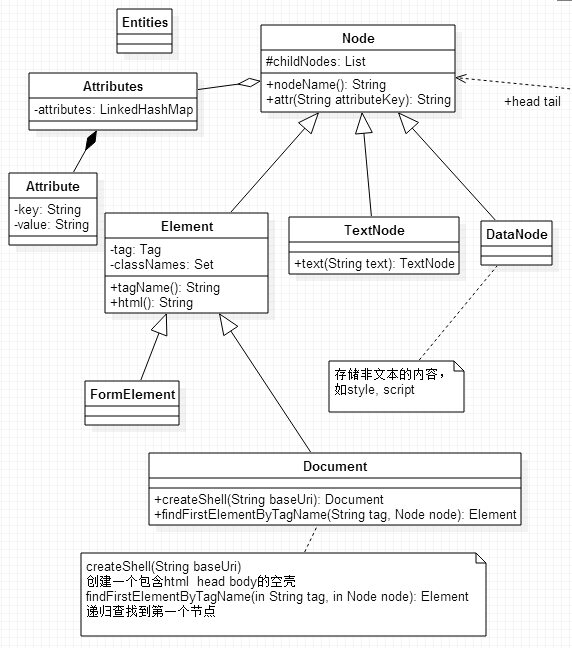 Entities
Node
#childNodes: List
+nodeName(): String
+attr(String attributeKey): String
+head tail
Attributes
-attributes: LinkedHashMap
Attribute
-key: String
-value: String
Element
-tag: Tag
-classNames: Set
+tagName(): String
+html(): String
TextNode
+text(String text): TextNode
DataNode
存储非文本的内容，
如style, script
FormElement
Document
+createShell(String baseUri): Document
+findFirstElementByTagName(String tag, Node node): Element
createShell(String baseUri)
创建一个包含html head body的空壳
findFirstElementByTagName(in String tag, in Node node): Element
递归查找到第一个节点